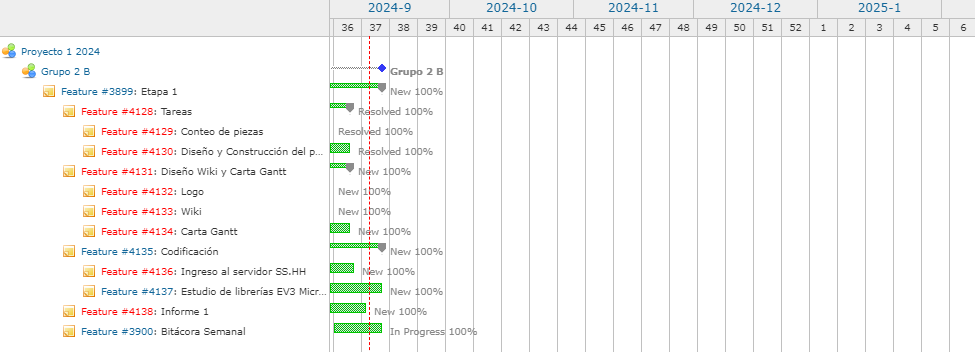 2024-9 2024-10 2024-11 2024-12 2025-1
36 37 38 39 40 41 42 43 44 45 46 47 48 49 50 51 52 1 2 3 4 5 6
Proyecto 1 2024
Grupo 2 B Grupo 2 B
Feature #3899: Etapa 1 New 100%
Feature #4128: Tareas Resolved 100%
Feature #4129: Conteo de piezas Resolved 100%
Feature #4130: Diseño y Construcción del p... Resolved 100%
Feature #4131: Diseño Wiki y Carta Gantt New 100%
Feature #4132: Logo New 100%
Feature #4133: Wiki New 100%
Feature #4134: Carta Gantt New 100%
Feature #4135: Codificación New 100%
Feature #4136: Ingreso al servidor SS.HH New 100%
Feature #4137: Estudio de librerías EV3 Micr... New 100%
Feature #4138: Informe 1 New 100%
Feature #3900: Bitácora Semanal In Progress 100%